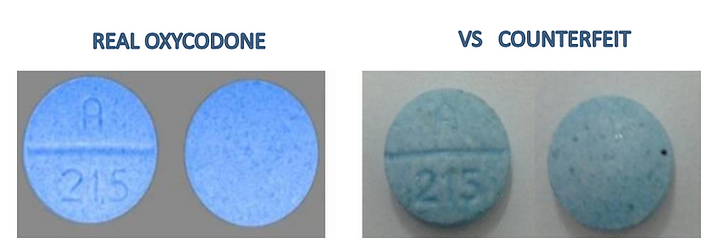 REAL OXYCODONE
VS COUNTERFEIT
A
215
A
215